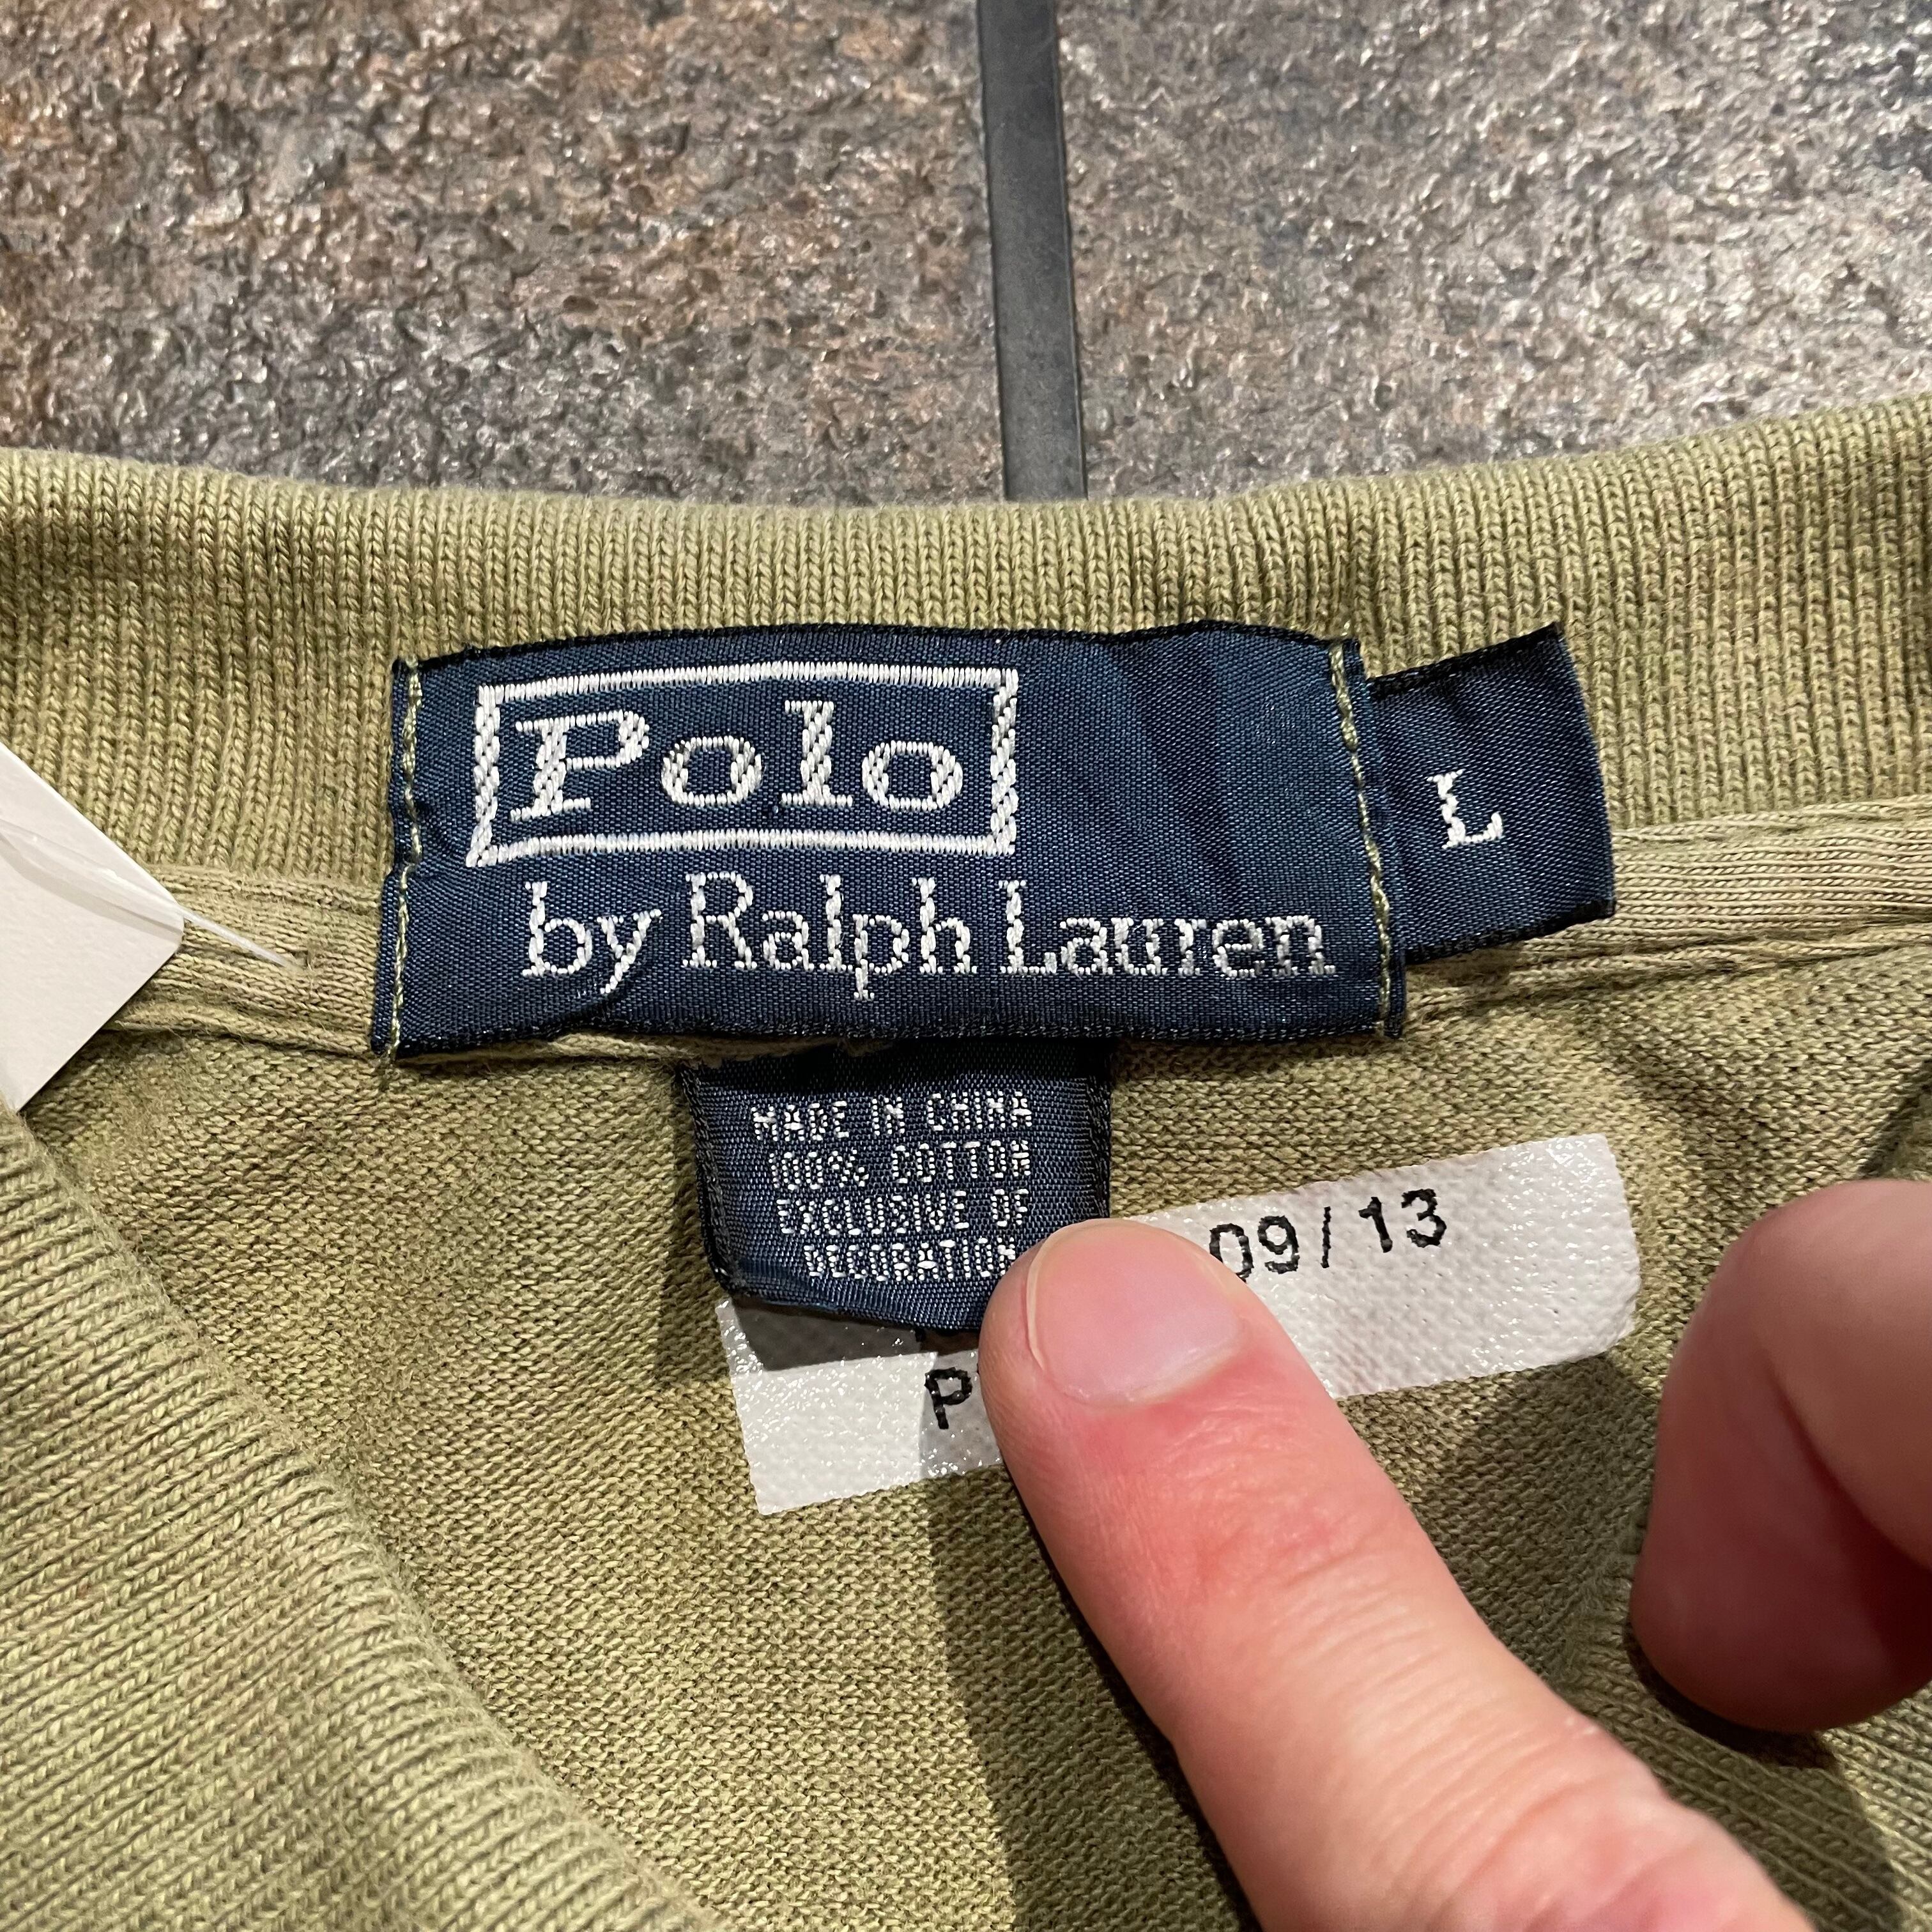 Polo
by Ralph Lauren
L
MADE IN CHINA
100% COTTON
EXCLUSIVE OF
DECORATION
09/13